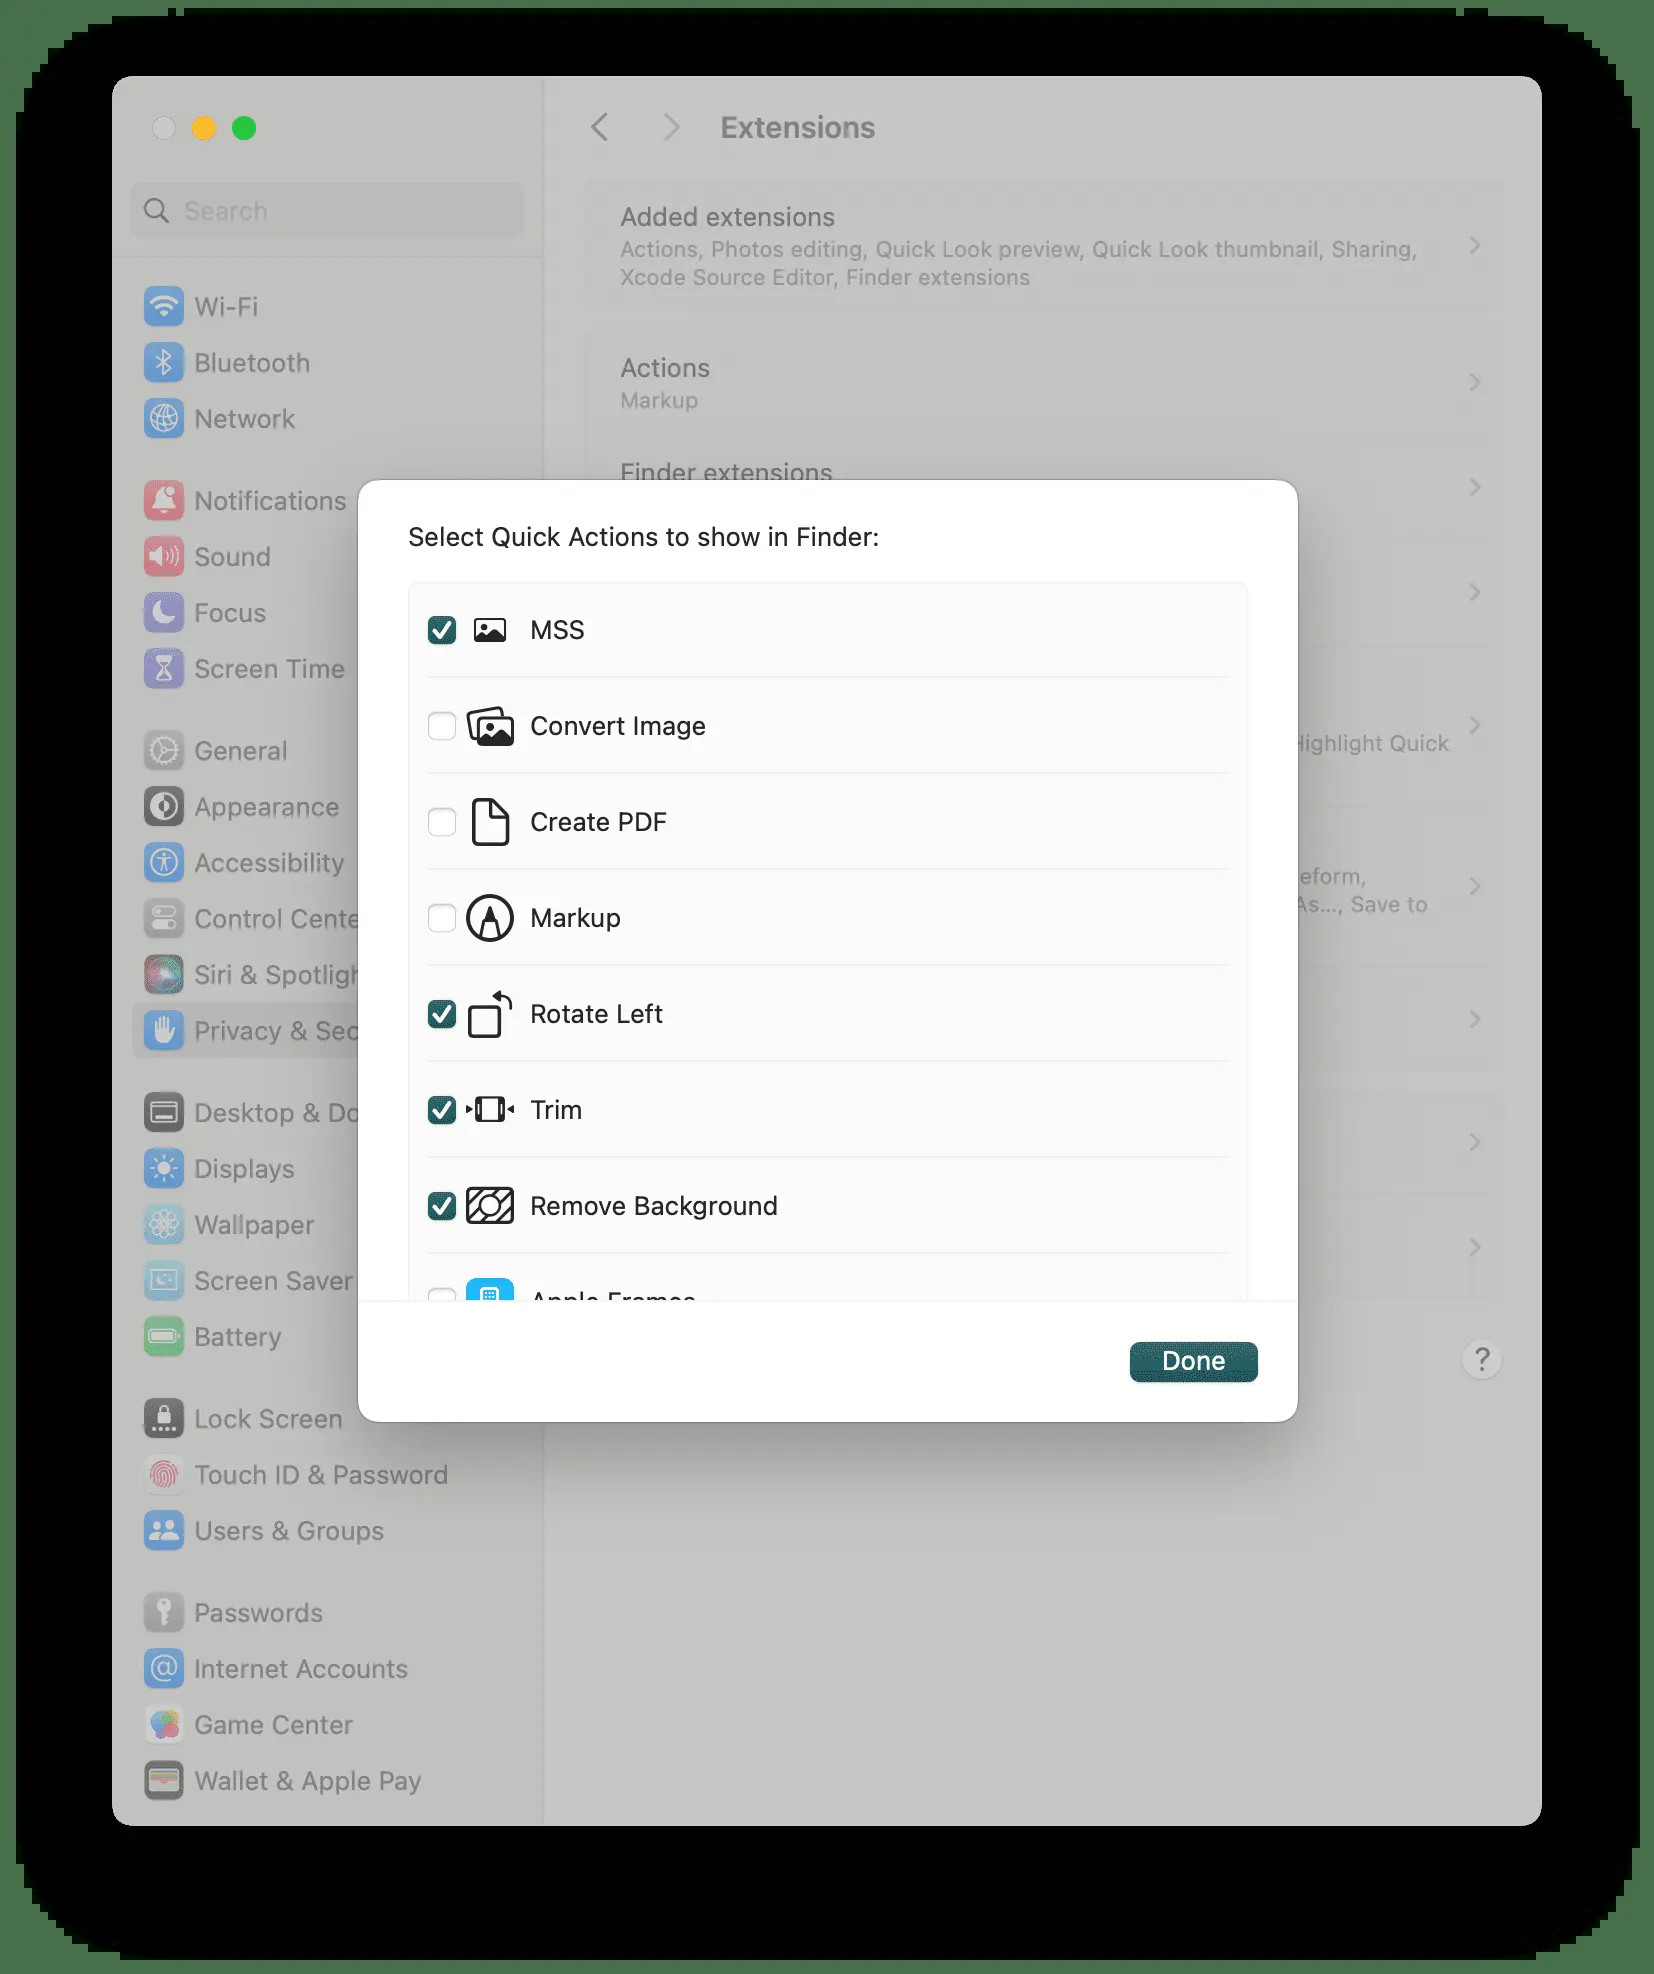 Extensions
Search
Wi-Fi
Bluetooth
Network
Notifications
Sound
Focus
Screen Time
General
Appearance
Accessibility
Control Cente
Siri & Spotligh
Privacy & Sec
Desktop & Do
Displays
Wallpaper
Screen Saver
Battery
Lock Screen
Touch ID & Password
Users & Groups
Passwords
Internet Accounts
Game Center
Wallet & Apple Pay
Added extensions
Actions, Photos editing, Quick Look preview, Quick Look thumbnail, Sharing,
Xcode Source Editor, Finder extensions
Actions
Markup
Finder extensions
Highlight Quick
eform,
As..., Save to
?
Select Quick Actions to show in Finder:
MSS
Convert Image
Create PDF
Markup
Rotate Left
Trim
Remove Background
Apple Frames
Done